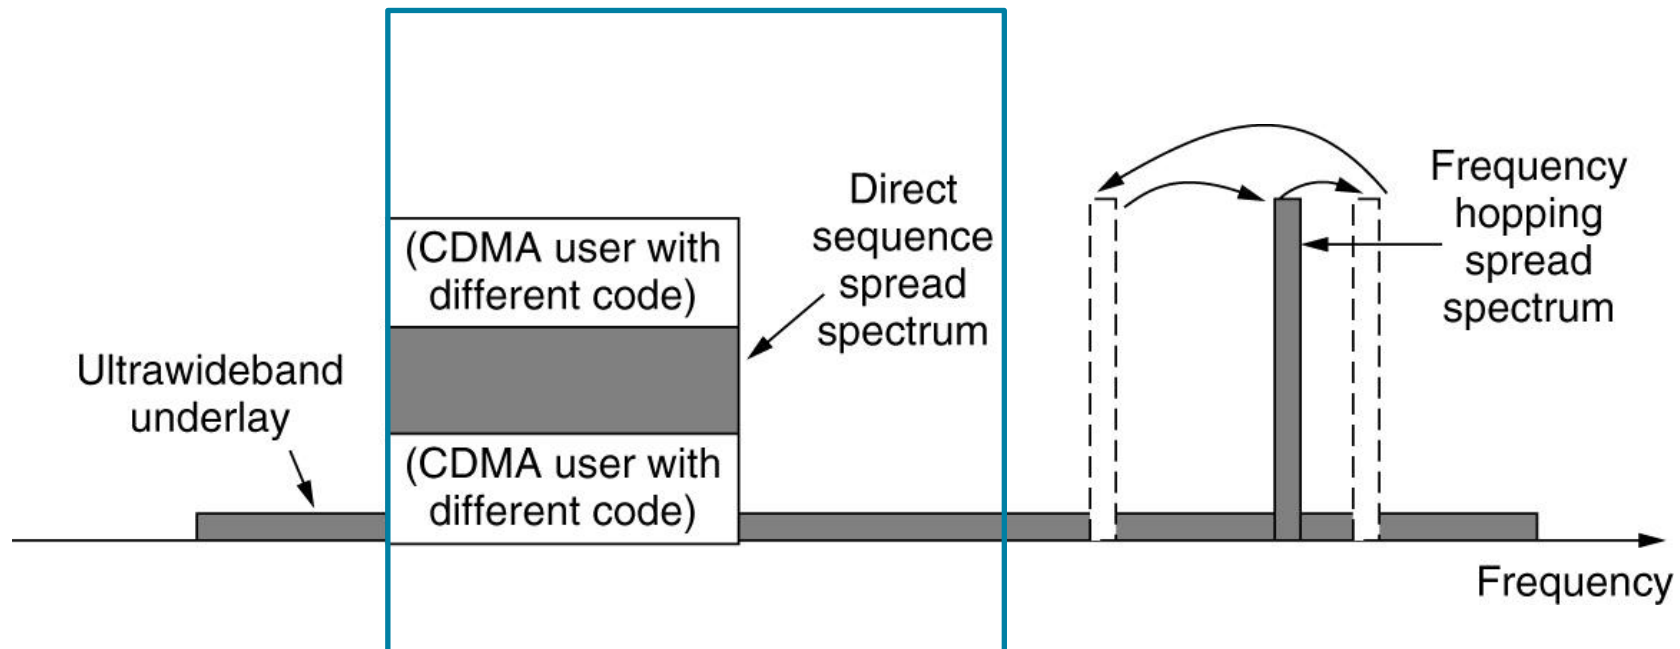 Ultrawideband
underlay
(CDMA user with
different code)
(CDMA user with
different code)
Direct
sequence
spread
spectrum
Frequency
hopping
spread
spectrum
Frequency